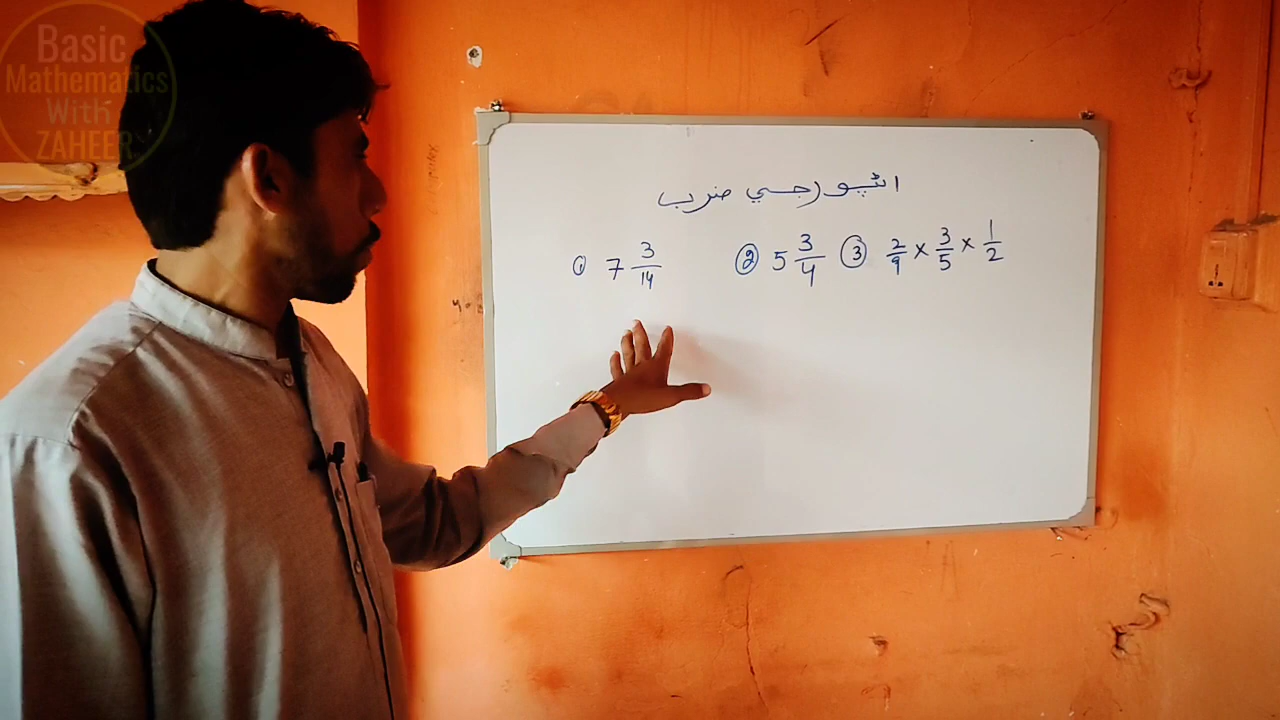 Basic
Mathematics
With
ZAHEER
اڻپورجي ضرب
① 7 3/14 ② 5 3/4 ③ 2/9 × 3/5 × 1/2